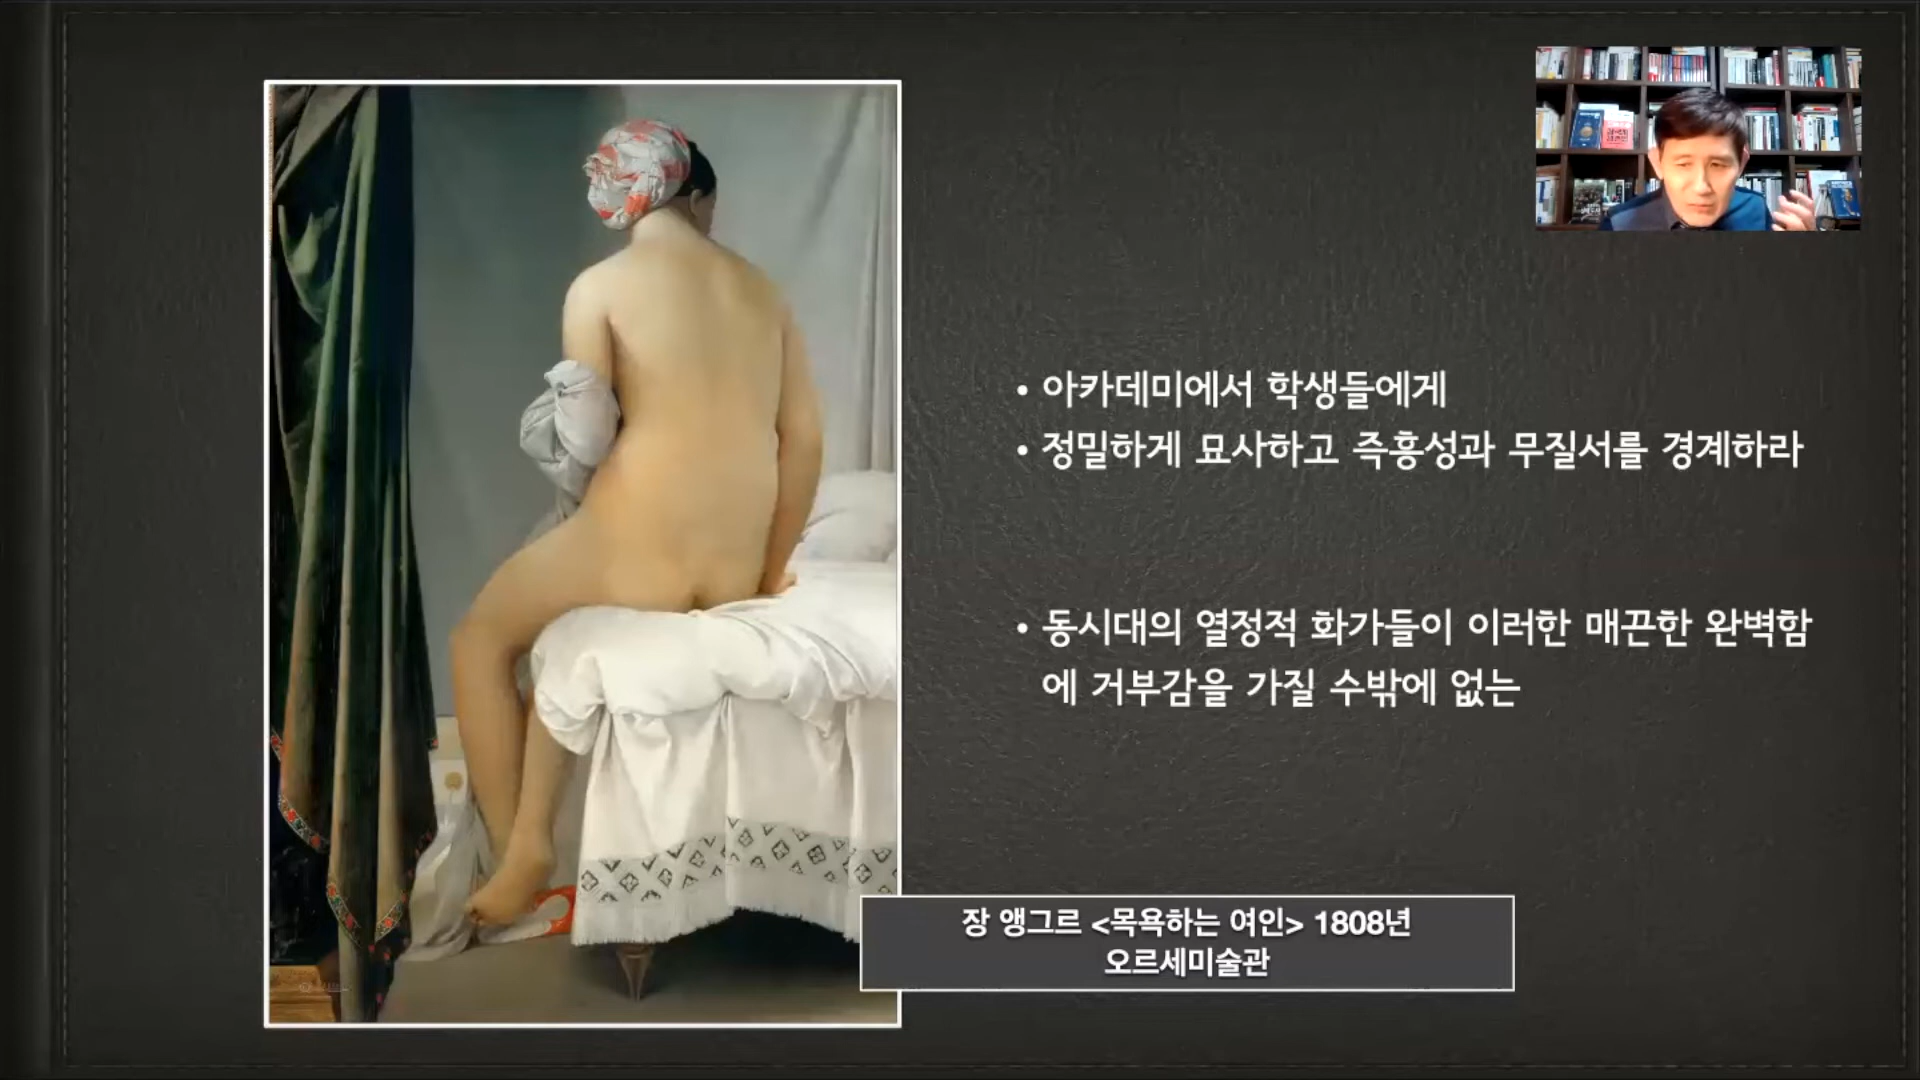 • 아카데미에서 학생들에게
• 정밀하게 묘사하고 즉흥성과 무질서를 경계하라
• 동시대의 열정적 화가들이 이러한 매끈한 완벽함
에 거부감을 가질 수밖에 없는
장 앵그르 <목욕하는 여인> 1808년
오르세미술관